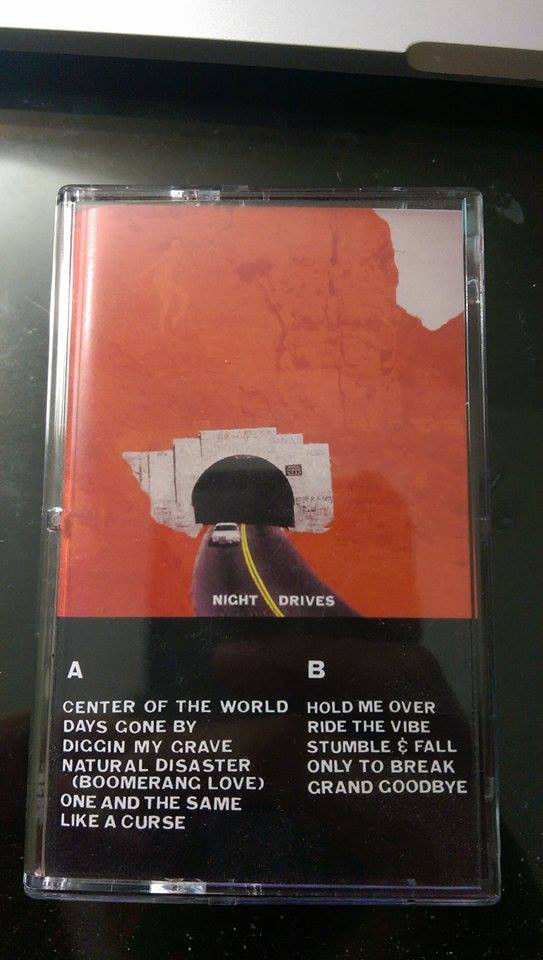 NIGHT DRIVES
A
CENTER OF THE WORLD
DAYS GONE BY
DIGGIN MY GRAVE
NATURAL DISASTER
(BOOMERANG LOVE)
ONE AND THE SAME
LIKE A CURSE
B
HOLD ME OVER
RIDE THE VIBE
STUMBLE & FALL
ONLY TO BREAK
GRAND GOODBYE